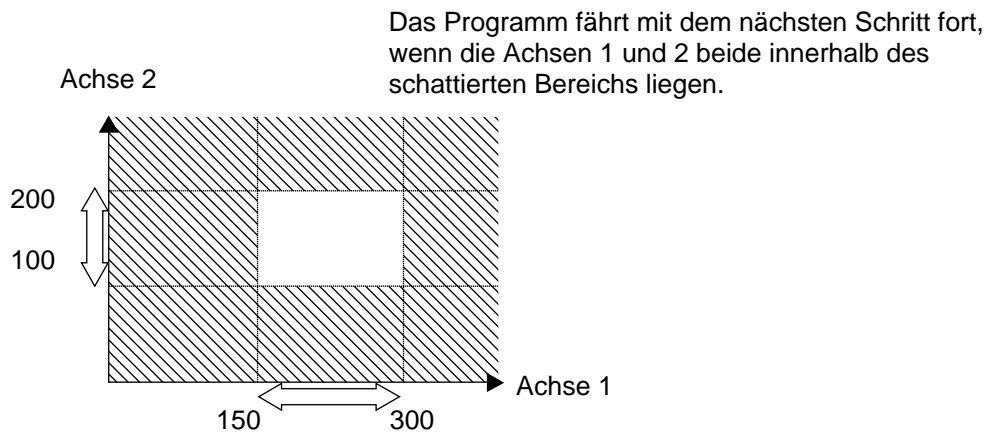 Das Programm fährt mit dem nächsten Schritt fort,
wenn die Achsen 1 und 2 beide innerhalb des
schattierten Bereichs liegen.
Achse 2
200
100
Achse 1
150
300